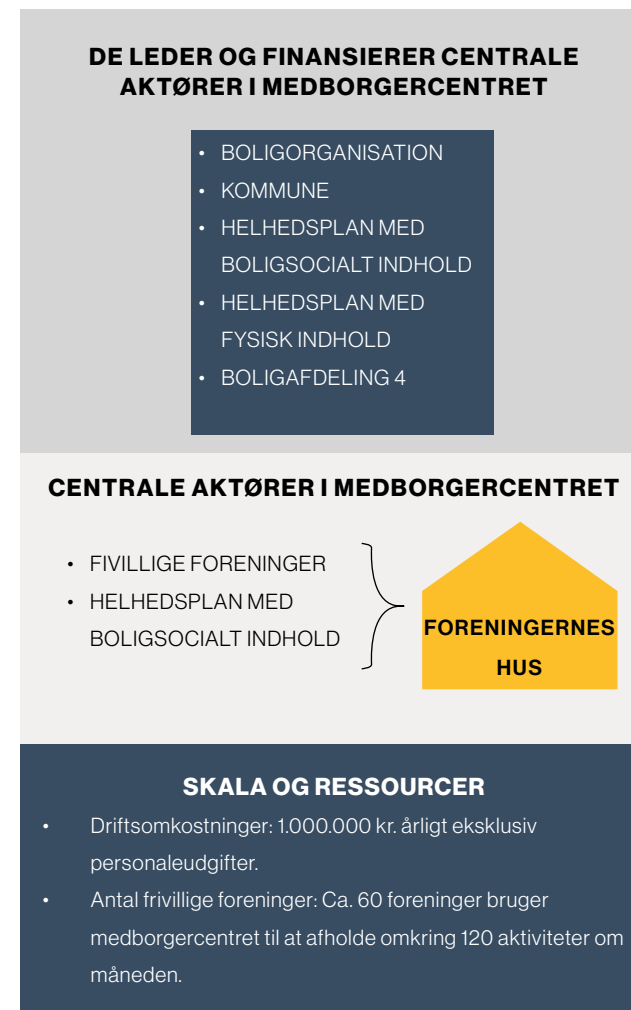 DE LEDER OG FINANSIERER CENTRALE
AKTØRER I MEDBORGERCENTRET
• BOLIGORGANISATION
• KOMMUNE
• HELHEDSPLAN MED
BOLIGSOCIALT INDHOLD
• HELHEDSPLAN MED
FYSISK INDHOLD
• BOLIGAFDELING 4
CENTRALE AKTØRER I MEDBORGERCENTRET
• FIVILLIGE FORENINGER
• HELHEDSPLAN MED
BOLIGSOCIALT INDHOLD
FORENINGERNES
HUS
SKALA OG RESSOURCER
• Driftsomkostninger: 1.000.000 kr. årligt eksklusiv
personaleudgifter.
• Antal frivillige foreninger: Ca. 60 foreninger bruger
medborgercentret til at afholde omkring 120 aktiviteter om
måneden.